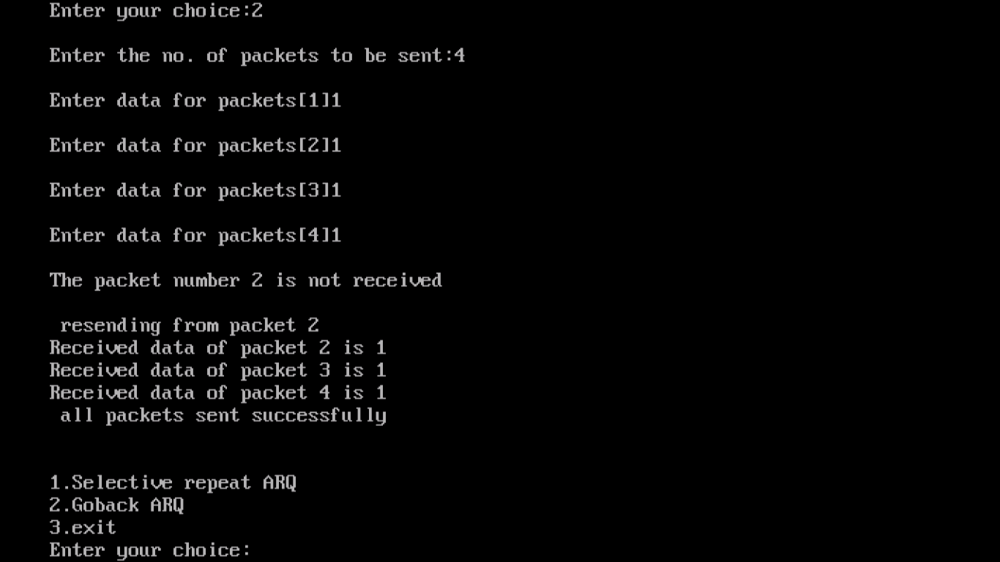 Enter your choice:2
Enter the no. of packets to be sent:4
Enter data for packets[1]1
Enter data for packets[2]1
Enter data for packets[3]1
Enter data for packets[4]1
The packet number 2 is not received
resending from packet 2
Received data of packet 2 is 1
Received data of packet 3 is 1
Received data of packet 4 is 1
all packets sent successfully
1.Selective repeat ARQ
2.Goback ARQ
3.exit
Enter your choice: